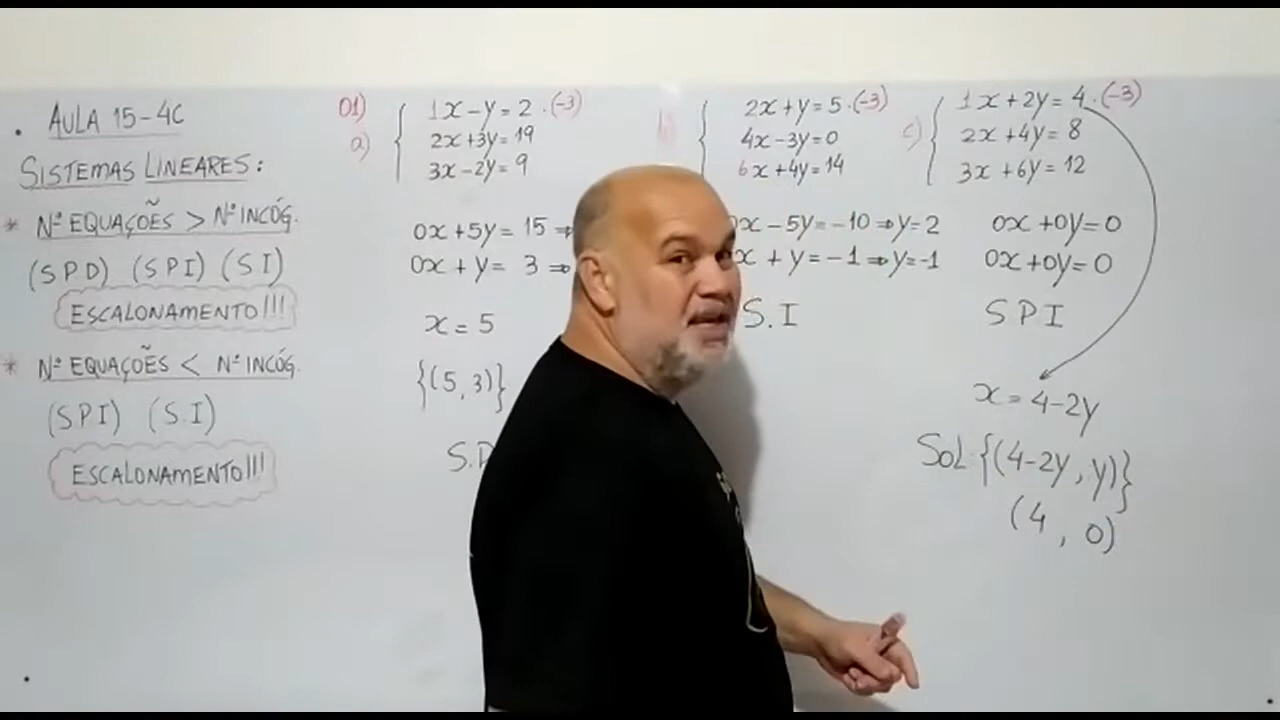 . AULA 15-4C
SISTEMAS LINEARES:
* Nº EQUAÇÕES > Nº INCÓG.
(SPD) (SPI) (SI)
ESCALONAMENTO!!!
* Nº EQUAÇÕES < Nº INCÓG.
(SPI) (S.I)
ESCALONAMENTO!!!
01)
a)
1x-y=2.(-3)
2x+3y=19
3x-2y=9
0x+5y=15⇒
0x+y=3⇒
x=5
{(5,3)}
b)
2x+y=5.(-3)
4x-3y=0
6x+4y=14
0x-5y=-10⇒y=2
x+y=-1⇒y=-1
S.I
c)
1x+2y=4.(-3)
2x+4y=8
3x+6y=12
0x+0y=0
0x+0y=0
SPI
x=4-2y
SOL{(4-2y,y)}
(4,0)